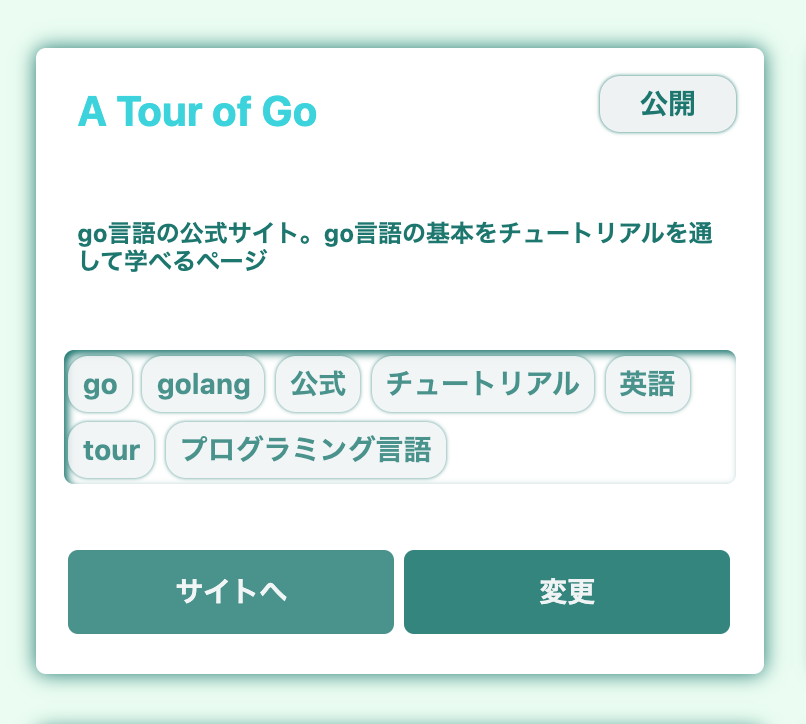 A Tour of Go
公開
go言語の公式サイト。go言語の基本をチュートリアルを通
して学べるページ
go golang 公式 チュートリアル 英語
tour プログラミング言語
サイトへ 変更